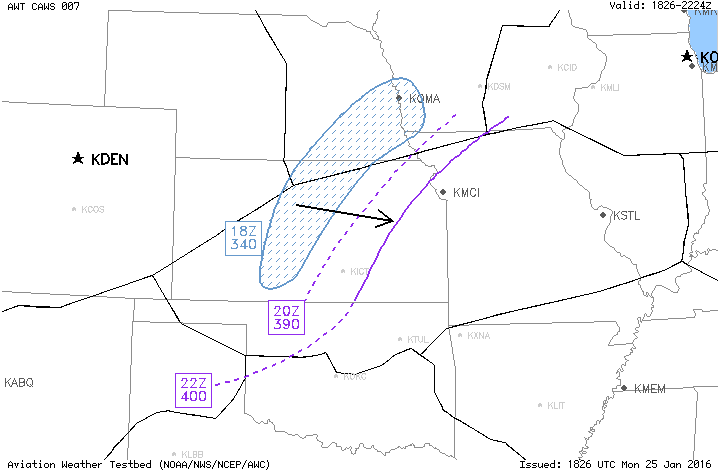 AWT CAWS 007
Valid: 1826-2224Z
KCID
KO
KDSM
KMLI
KOMA
KDEN
KMCI
KCOS
KSTL
18Z
340
KICT
20Z
390
KTUL
KXNA
22Z
400
KABQ
KOKC
KMEM
KLIT
KLBB
Aviation Weather Testbed (NOAA/NWS/NCEP/AWC)
Issued: 1826 UTC Mon 25 Jan 2016